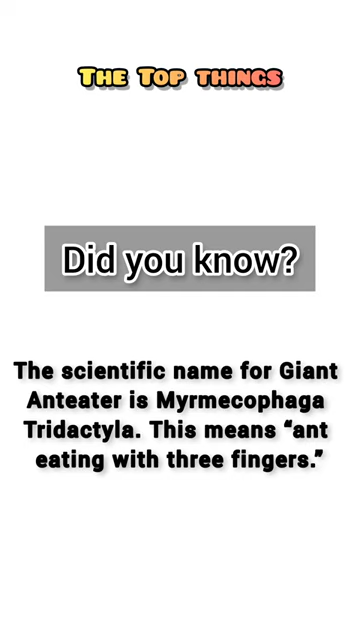 The Top things
Did you know?
The scientific name for Giant
Anteater is Myrmecophaga
Tridactyla. This means “ant
eating with three fingers.”